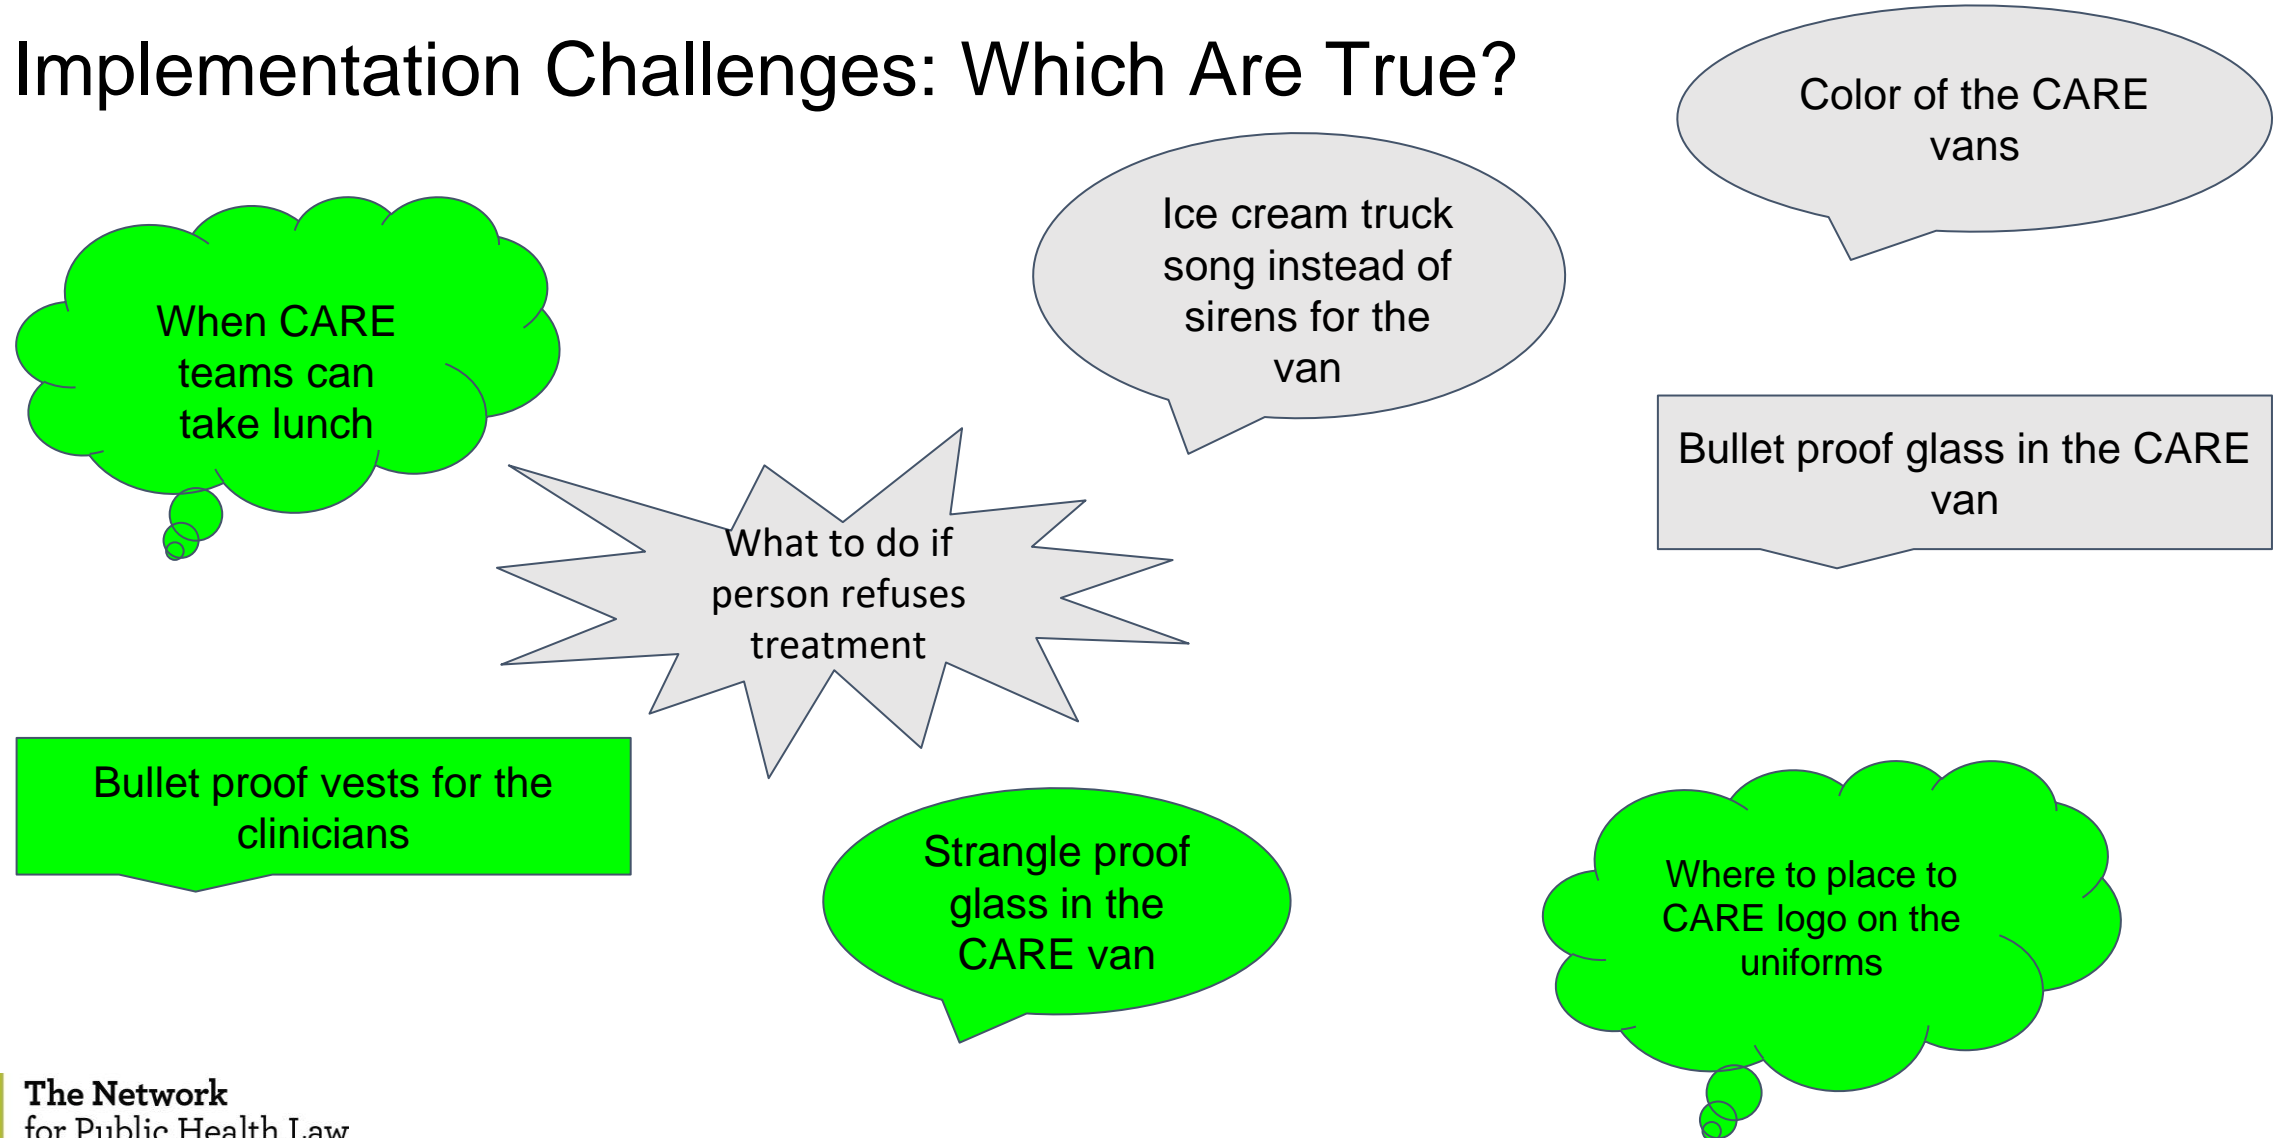 Implementation Challenges: Which Are True?
Color of the CARE
vans
Ice cream truck
song instead of
sirens for the
van
When CARE
teams can
take lunch
Bullet proof glass in the CARE
van
What to do if
person refuses
treatment
Bullet proof vests for the
clinicians
Strangle proof
glass in the
CARE van
Where to place to
CARE logo on the
uniforms
The Network
for Public Health Law